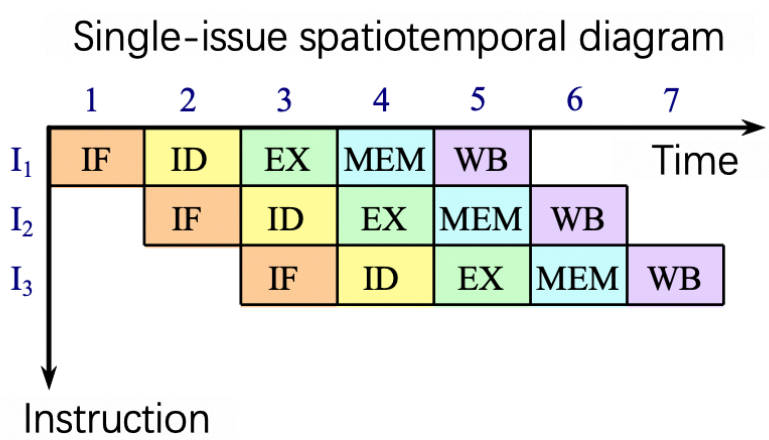 Single-issue spatiotemporal diagram
1 2 3 4 5 6 7
I₁ IF ID EX MEM WB Time
I₂ IF ID EX MEM WB
I₃ IF ID EX MEM WB
Instruction